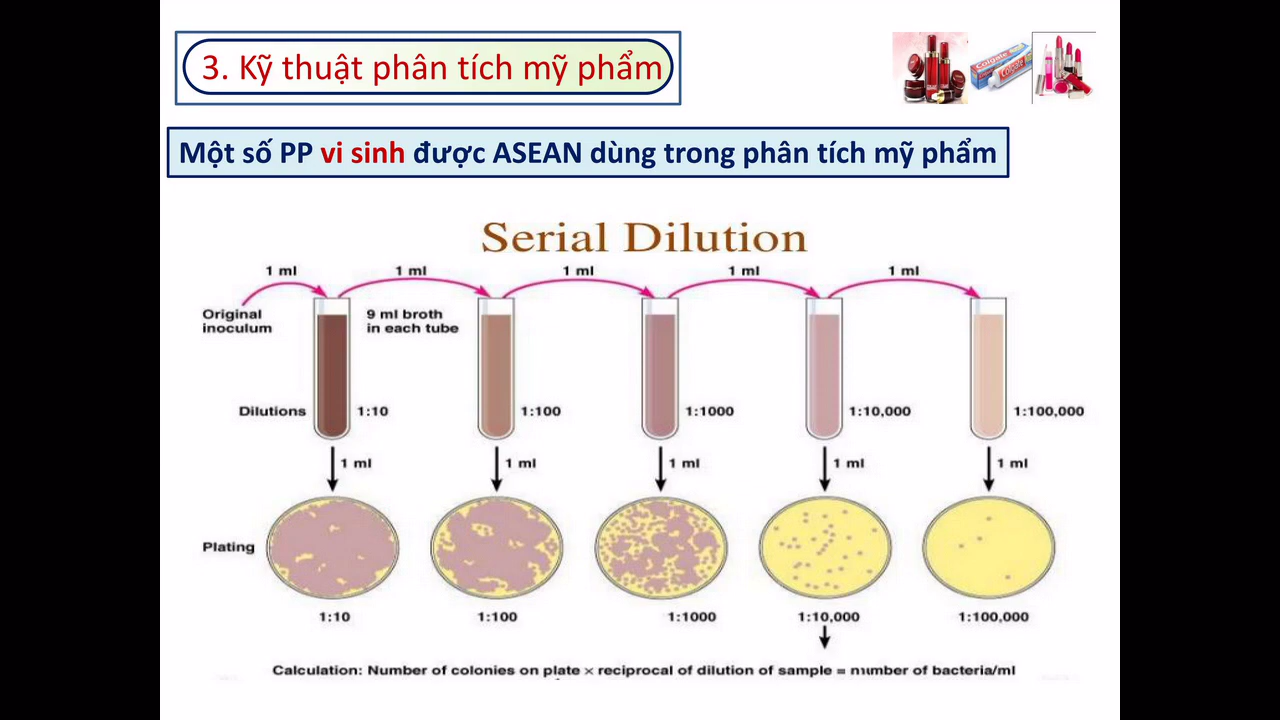 3. Kỹ thuật phân tích mỹ phẩm
Colgate
Một số PP vi sinh được ASEAN dùng trong phân tích mỹ phẩm
Serial Dilution
1 ml 1 ml 1 ml 1 ml 1 ml
Original
inoculum
9 ml broth
in each tube
Dilutions 1:10 1:100 1:1000 1:10,000 1:100,000
1 ml 1 ml 1 ml 1 ml 1 ml
Plating
1:10 1:100 1:1000 1:10,000 1:100,000
Calculation: Number of colonies on plate × reciprocal of dilution of sample = number of bacteria/ml